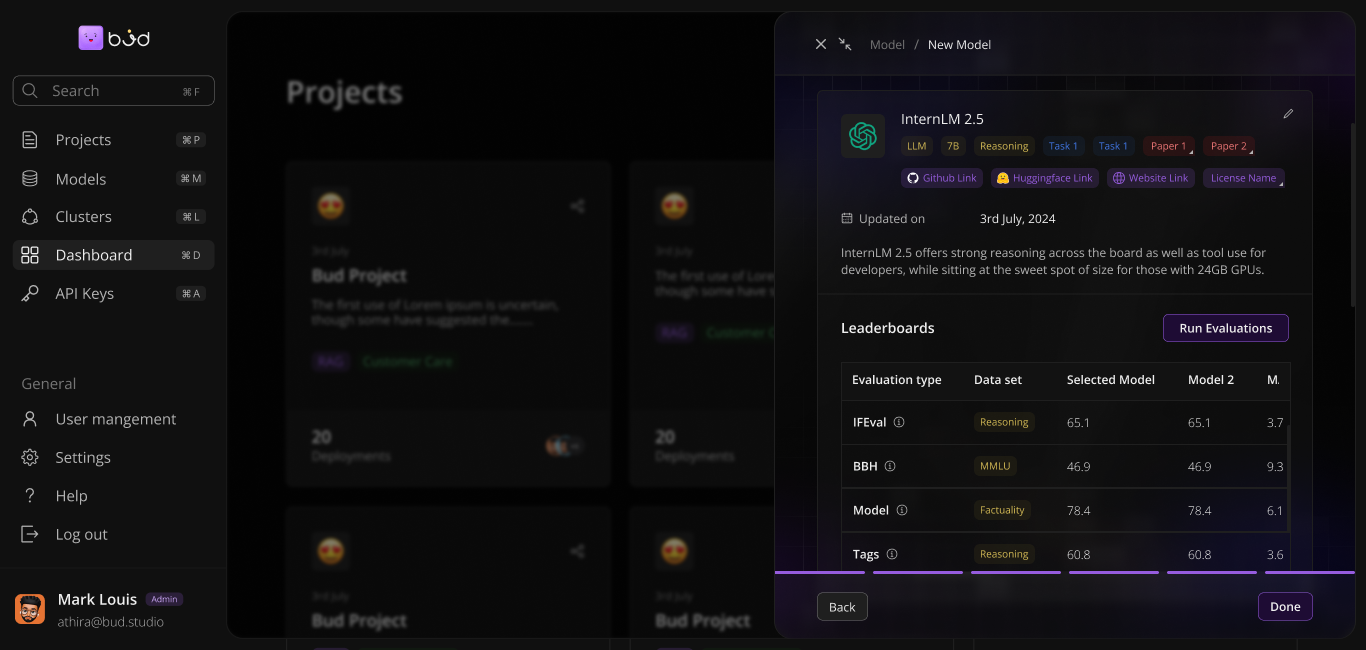 bud
Search ⌘ F
Projects ⌘ P
Models ⌘ M
Clusters ⌘ L
Dashboard ⌘ D
API Keys ⌘ A
General
User mangement
Settings
Help
Log out
Mark Louis Admin
athira@bud.studio
Projects
3rd July
Bud Project
The first use of Lorem ipsum is uncertain,
though some have suggested the......
RAG Customer Care
20
Deployments
The first use of Lore
though some have s
RAG Customer C
20
Deployments
3rd July
Bud Project
3rd July
Bud Project
Model / New Model
InternLM 2.5
LLM 7B Reasoning Task 1 Task 1 Paper 1 Paper 2
Github Link Huggingface Link Website Link License Name
Updated on 3rd July, 2024
InternLM 2.5 offers strong reasoning across the board as well as tool use for
developers, while sitting at the sweet spot of size for those with 24GB GPUs.
Leaderboards Run Evaluations
Evaluation type Data set Selected Model Model 2 M.
IFEval Reasoning 65.1 65.1 3.7
BBH MMLU 46.9 46.9 9.3
Model Factuality 78.4 78.4 6.1
Tags Reasoning 60.8 60.8 3.6
Back Done